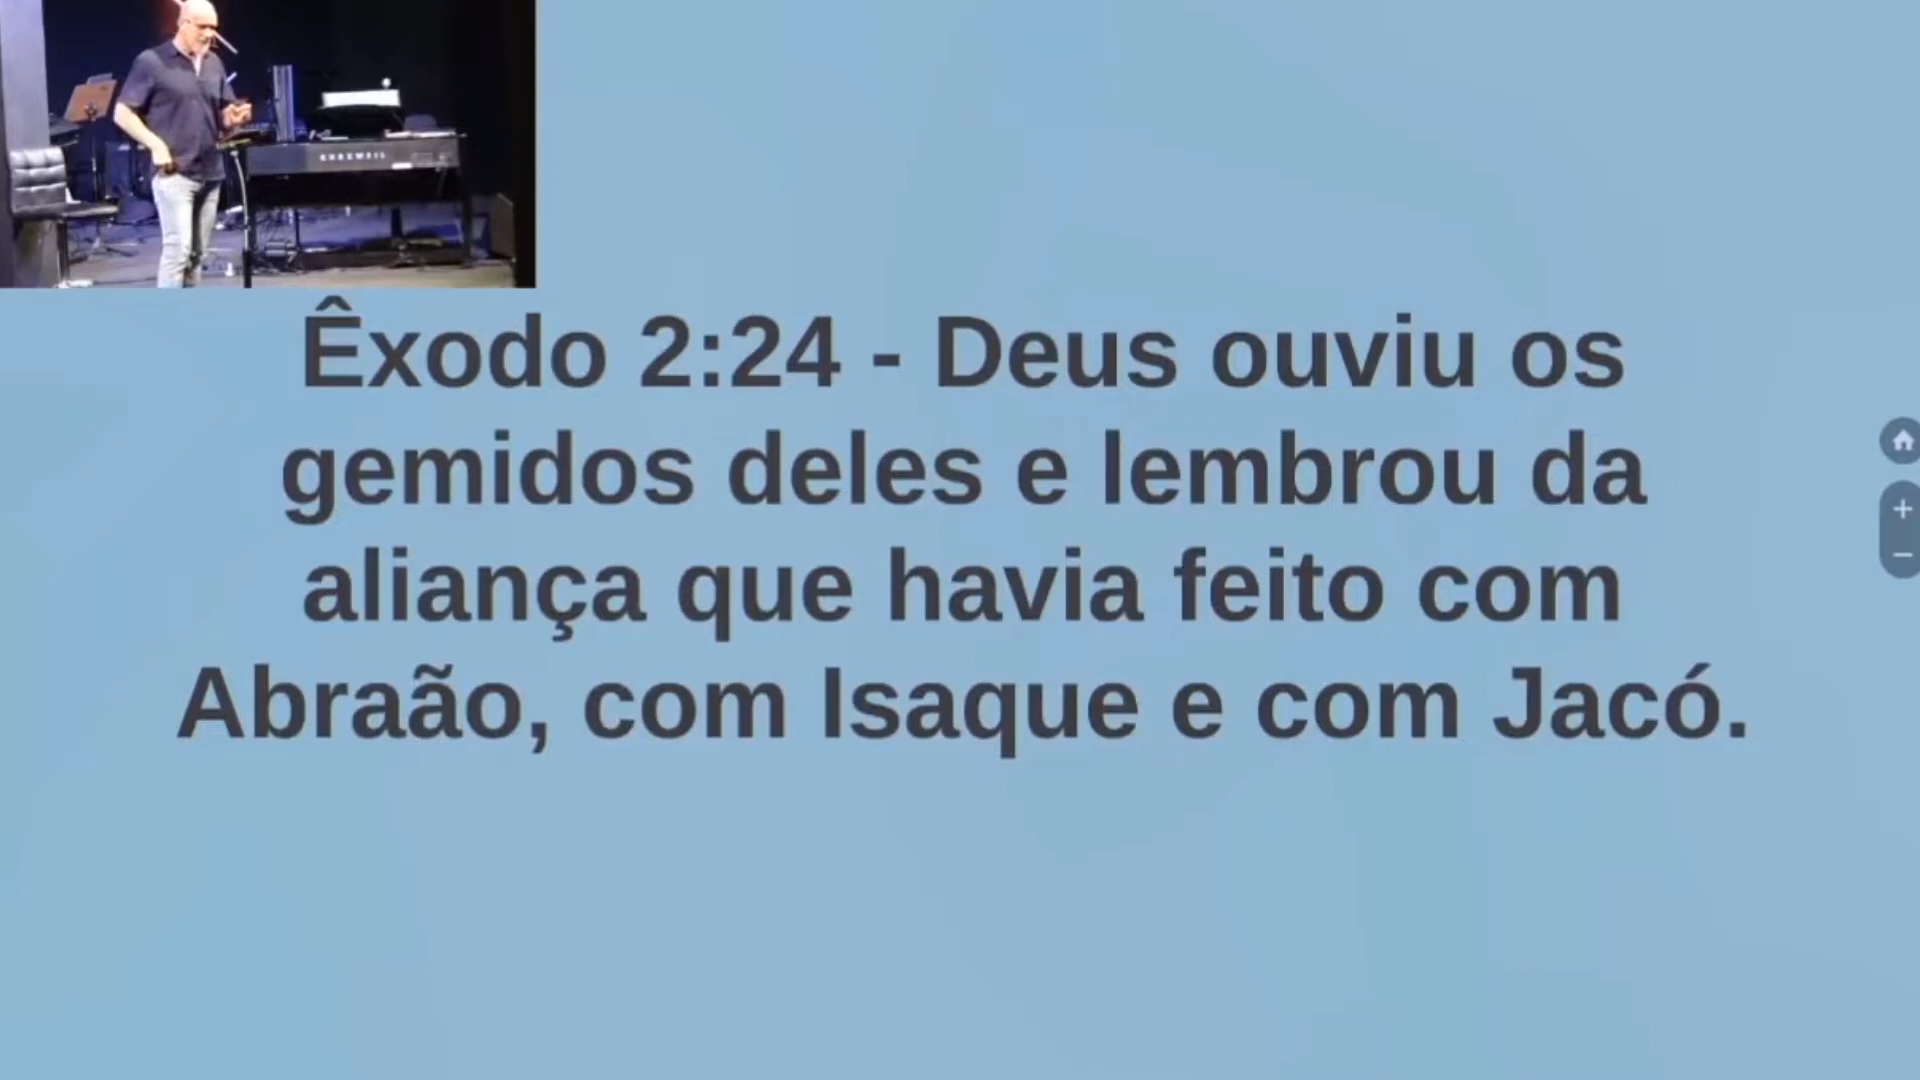 KURZWEIL
Êxodo 2:24 - Deus ouviu os
gemidos deles e lembrou da
aliança que havia feito com
Abraão, com Isaque e com Jacó.